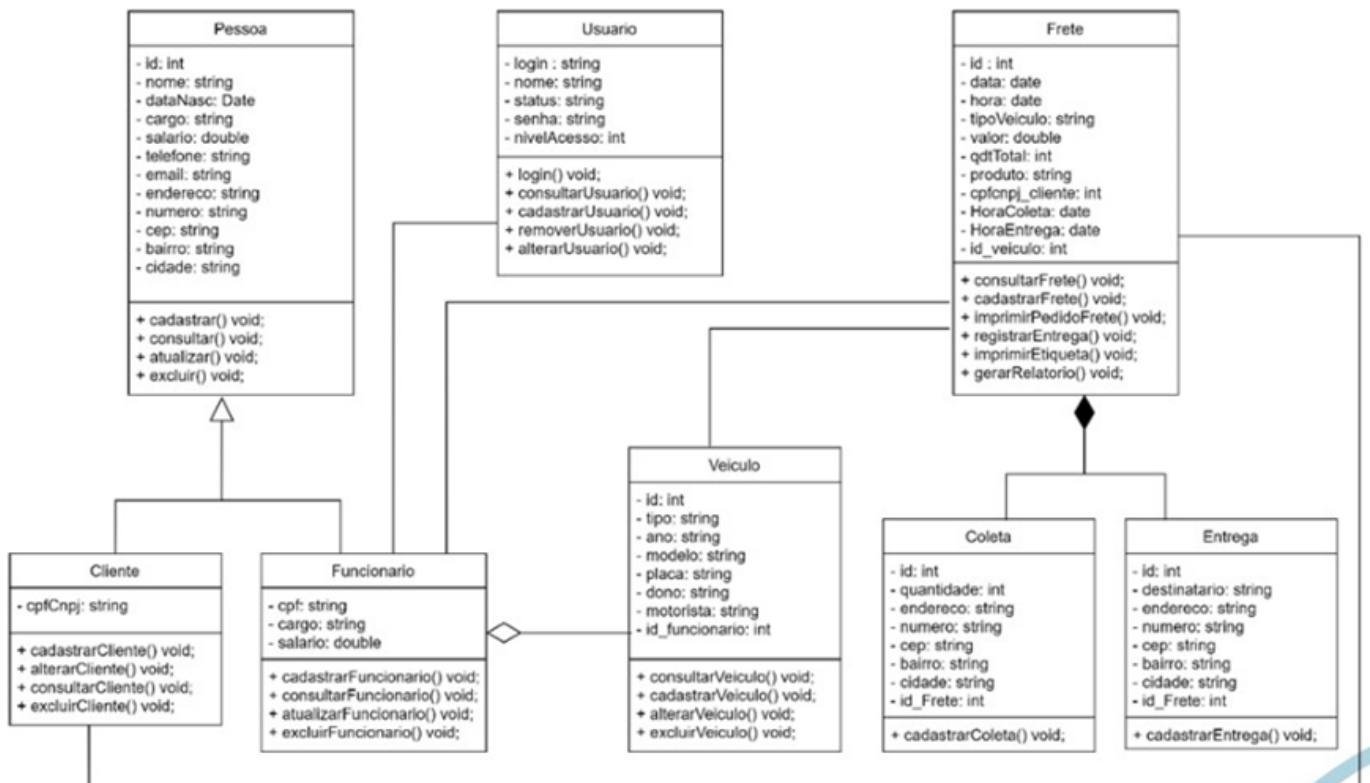 Pessoa
- id: int
- nome: string
- dataNasc: Date
- cargo: string
- salario: double
- telefone: string
- email: string
- endereco: string
- numero: string
- cep: string
- bairro: string
- cidade: string
+ cadastrar() void;
+ consultar() void;
+ atualizar() void;
+ excluir() void;
Usuario
- login : string
- nome: string
- status: string
- senha: string
- nivelAcesso: int
+ login() void;
+ consultarUsuario() void;
+ cadastrarUsuario() void;
+ removerUsuario() void;
+ alterarUsuario() void;
Frete
- id : int
- data: date
- hora: date
- tipoVeiculo: string
- valor: double
- qdtTotal: int
- produto: string
- cpfcnpj_cliente: int
- HoraColeta: date
- HoraEntrega: date
- id_veiculo: int
+ consultarFrete() void;
+ cadastrarFrete() void;
+ imprimirPedidoFrete() void;
+ registrarEntrega() void;
+ imprimirEtiqueta() void;
+ gerarRelatorio() void;
Cliente
- cpfCnpj: string
+ cadastrarCliente() void;
+ alterarCliente() void;
+ consultarCliente() void;
+ excluirCliente() void;
Funcionario
- cpf: string
- cargo: string
- salario: double
+ cadastrarFuncionario() void:
+ consultarFuncionario() void;
+ atualizarFuncionario() void;
+ excluirFuncionario() void;
Veiculo
- id: int
- tipo: string
- ano: string
- modelo: string
- placa: string
- dono: string
- motorista: string
- id_funcionario: int
+ consultarVeiculo() void;
+ cadastrarVeiculo() void;
+ alterarVeiculo() void;
+ excluirVeiculo() void;
Coleta
- id: int
- quantidade: int
- endereco: string
- numero: string
- cep: string
- bairro: string
- cidade: string
- id_Frete: int
+ cadastrarColeta() void;
Entrega
- id: int
- destinatario: string
- endereco: string
- numero: string
- cep: string
- bairro: string
- cidade: string
- id_Frete: int
+ cadastrarEntrega() void;